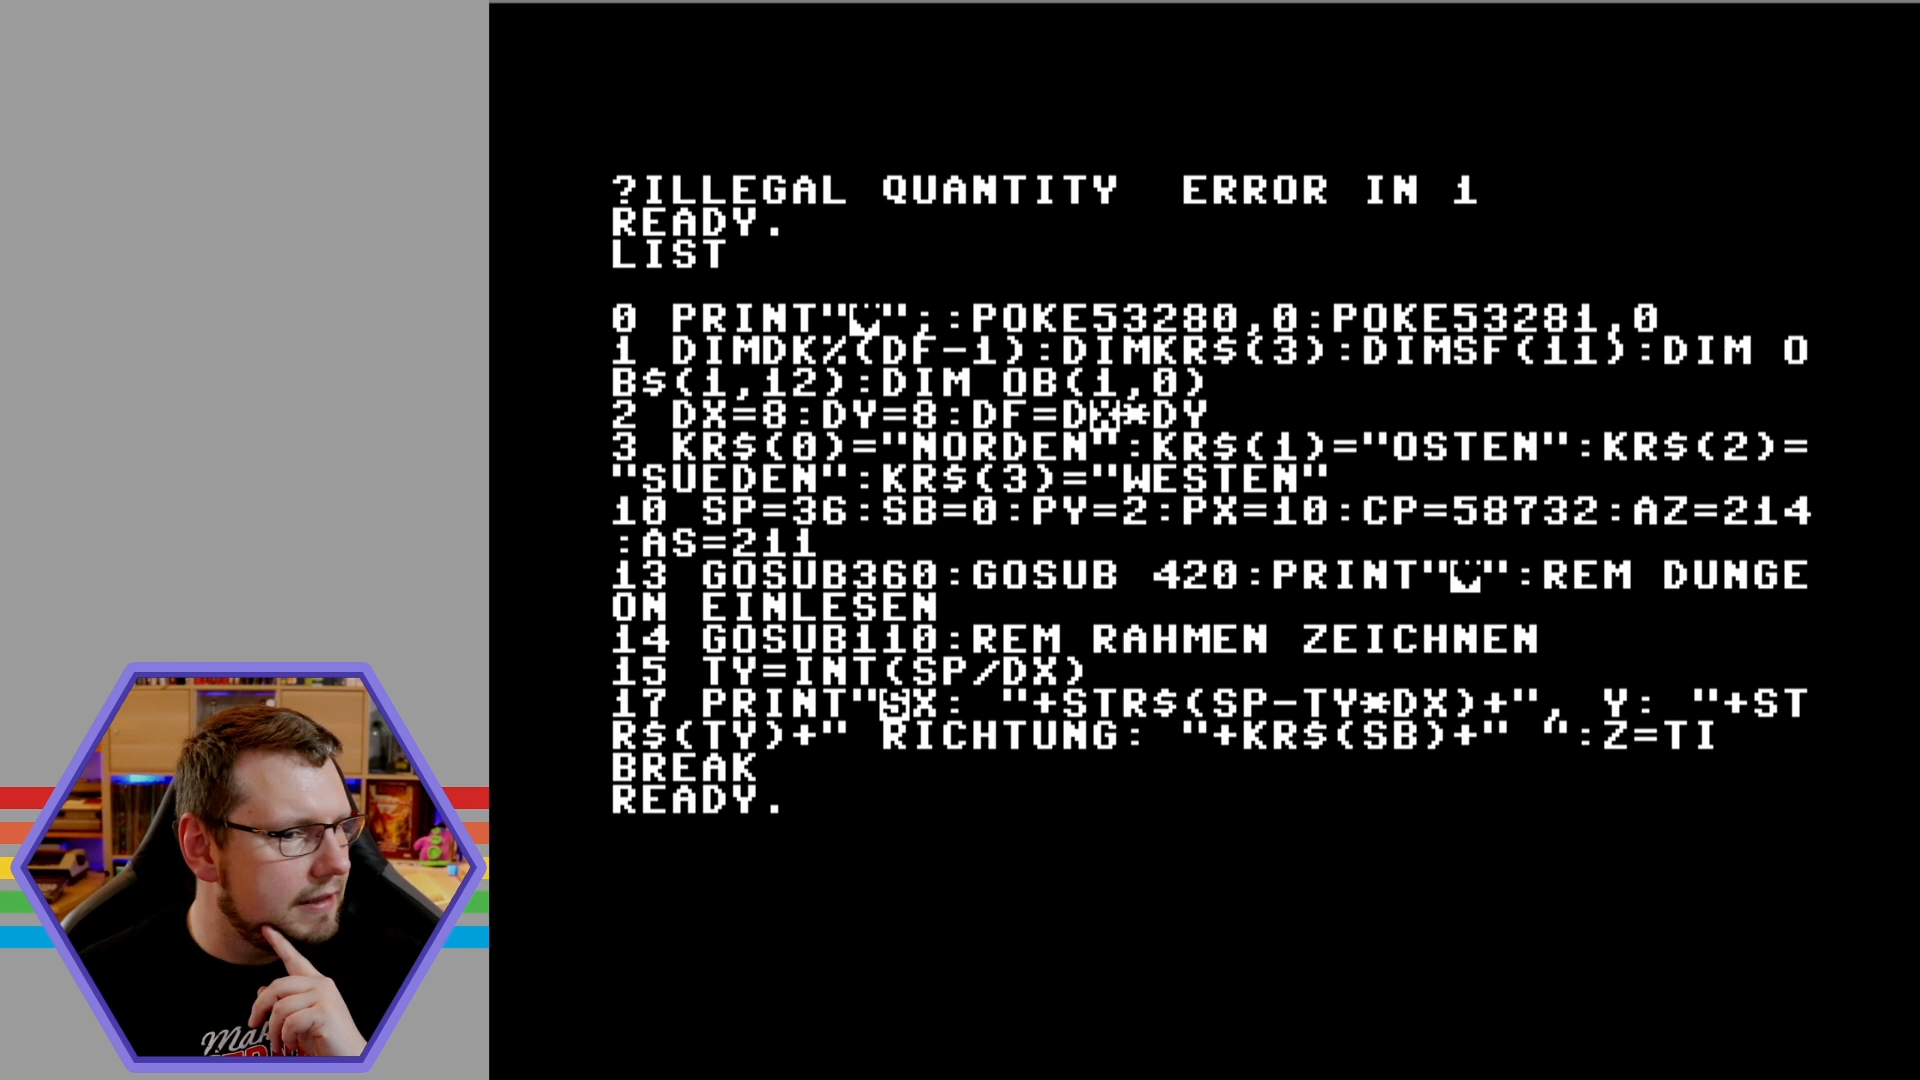 ?ILLEGAL QUANTITY  ERROR IN 1
READY.
LIST
0 PRINT"♥";:POKE53280,0:POKE53281,0
1 DIMDK%(DF-1):DIMKR$(3):DIMSF(11):DIM O
B$(1,12):DIM OB(1,0)
2 DX=8:DY=8:DF=DX*DY
3 KR$(0)="NORDEN":KR$(1)="OSTEN":KR$(2)=
"SUEDEN":KR$(3)="WESTEN"
10 SP=36:SB=0:PY=2:PX=10:CP=58732:AZ=214
:AS=211
13 GOSUB360:GOSUB 420:PRINT"♥":REM DUNGE
ON EINLESEN
14 GOSUB110:REM RAHMEN ZEICHNEN
15 TY=INT(SP/DX)
17 PRINT"SX: "+STR$(SP-TY*DX)+", Y: "+ST
R$(TY)+" RICHTUNG: "+KR$(SB)+" ":Z=TI
BREAK
READY.